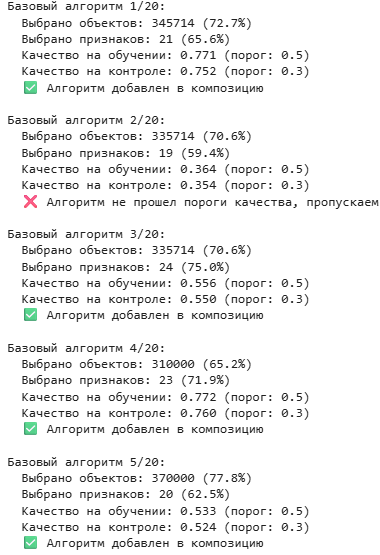 Базовый алгоритм 1/20:
Выбрано объектов: 345714 (72.7%)
Выбрано признаков: 21 (65.6%)
Качество на обучении: 0.771 (порог: 0.5)
Качество на контроле: 0.752 (порог: 0.3)
✅ Алгоритм добавлен в композицию
Базовый алгоритм 2/20:
Выбрано объектов: 335714 (70.6%)
Выбрано признаков: 19 (59.4%)
Качество на обучении: 0.364 (порог: 0.5)
Качество на контроле: 0.354 (порог: 0.3)
❌ Алгоритм не прошел пороги качества, пропускаем
Базовый алгоритм 3/20:
Выбрано объектов: 335714 (70.6%)
Выбрано признаков: 24 (75.0%)
Качество на обучении: 0.556 (порог: 0.5)
Качество на контроле: 0.550 (порог: 0.3)
✅ Алгоритм добавлен в композицию
Базовый алгоритм 4/20:
Выбрано объектов: 310000 (65.2%)
Выбрано признаков: 23 (71.9%)
Качество на обучении: 0.772 (порог: 0.5)
Качество на контроле: 0.760 (порог: 0.3)
✅ Алгоритм добавлен в композицию
Базовый алгоритм 5/20:
Выбрано объектов: 370000 (77.8%)
Выбрано признаков: 20 (62.5%)
Качество на обучении: 0.533 (порог: 0.5)
Качество на контроле: 0.524 (порог: 0.3)
✅ Алгоритм добавлен в композицию